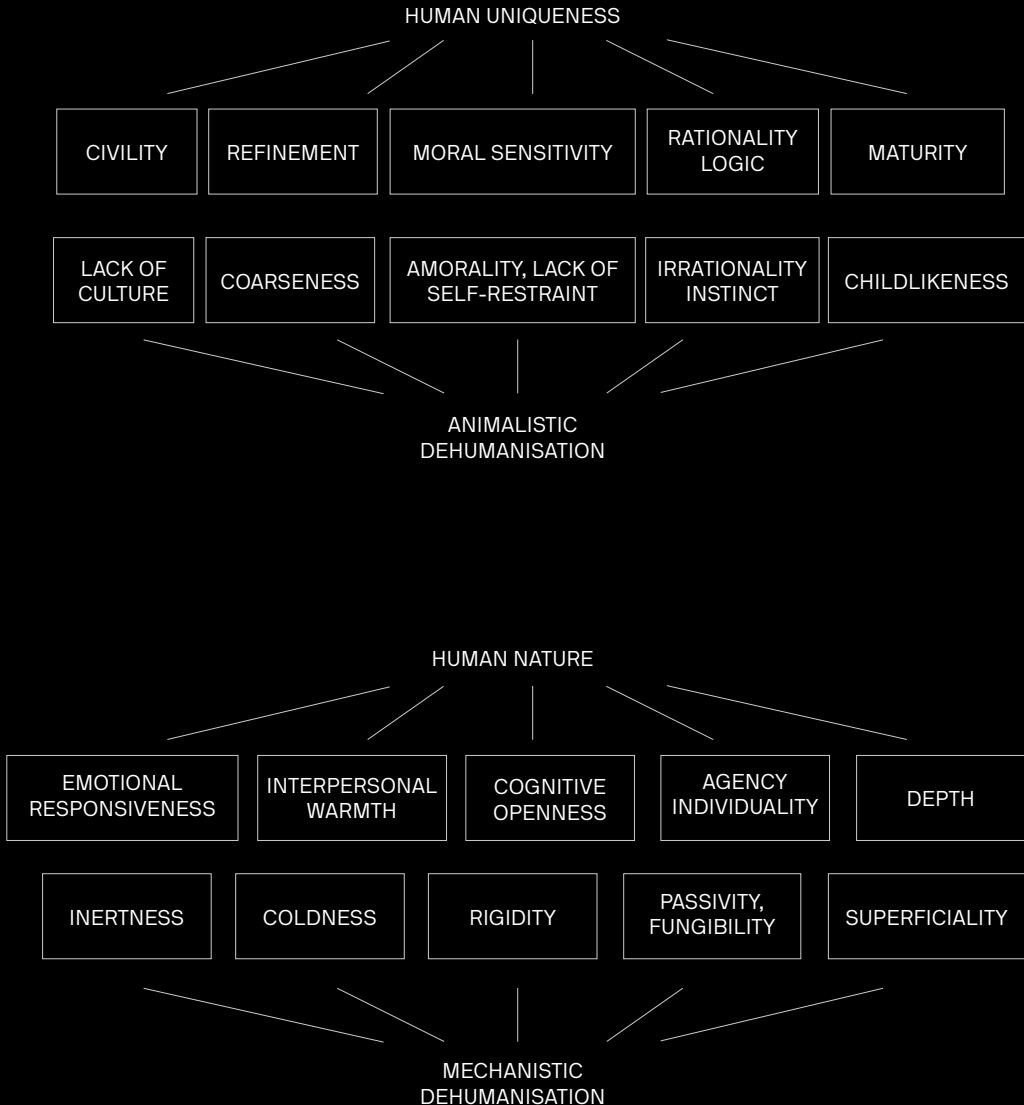 HUMAN UNIQUENESS
CIVILITY
REFINEMENT
MORAL SENSITIVITY
RATIONALITY
LOGIC
MATURITY
LACK OF
CULTURE
COARSENESS
AMORALITY, LACK OF
SELF-RESTRAINT
IRRATIONALITY
INSTINCT
CHILDLIKENESS
ANIMALISTIC
DEHUMANISATION
HUMAN NATURE
EMOTIONAL
RESPONSIVENESS
INTERPERSONAL
WARMTH
COGNITIVE
OPENNESS
AGENCY
INDIVIDUALITY
DEPTH
INERTNESS
COLDNESS
RIGIDITY
PASSIVITY,
FUNGIBILITY
SUPERFICIALITY
MECHANISTIC
DEHUMANISATION